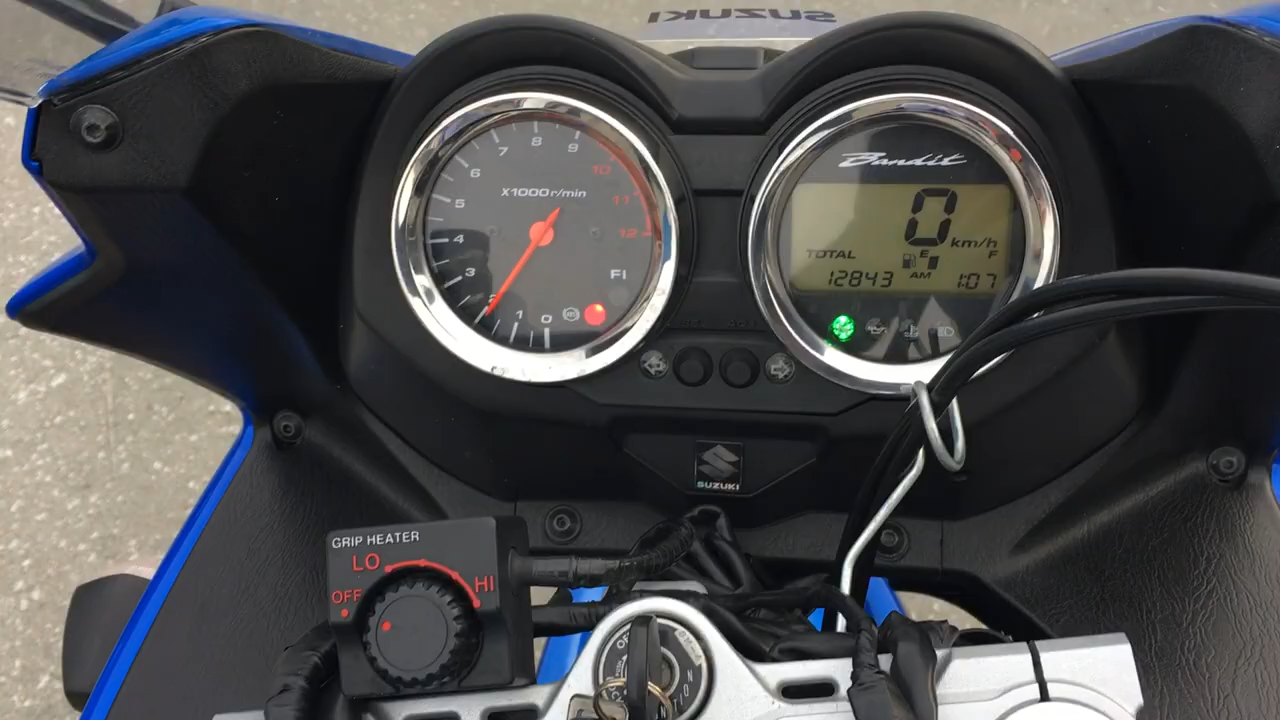 SUZUKI
7 8 9
6 10
5 11
4 12
3
2
1 0
X1000r/min
Fi
Bandit
0 km/h
TOTAL E F
12843 AM 1:07
SUZUKI
GRIP HEATER
LO
HI
OFF